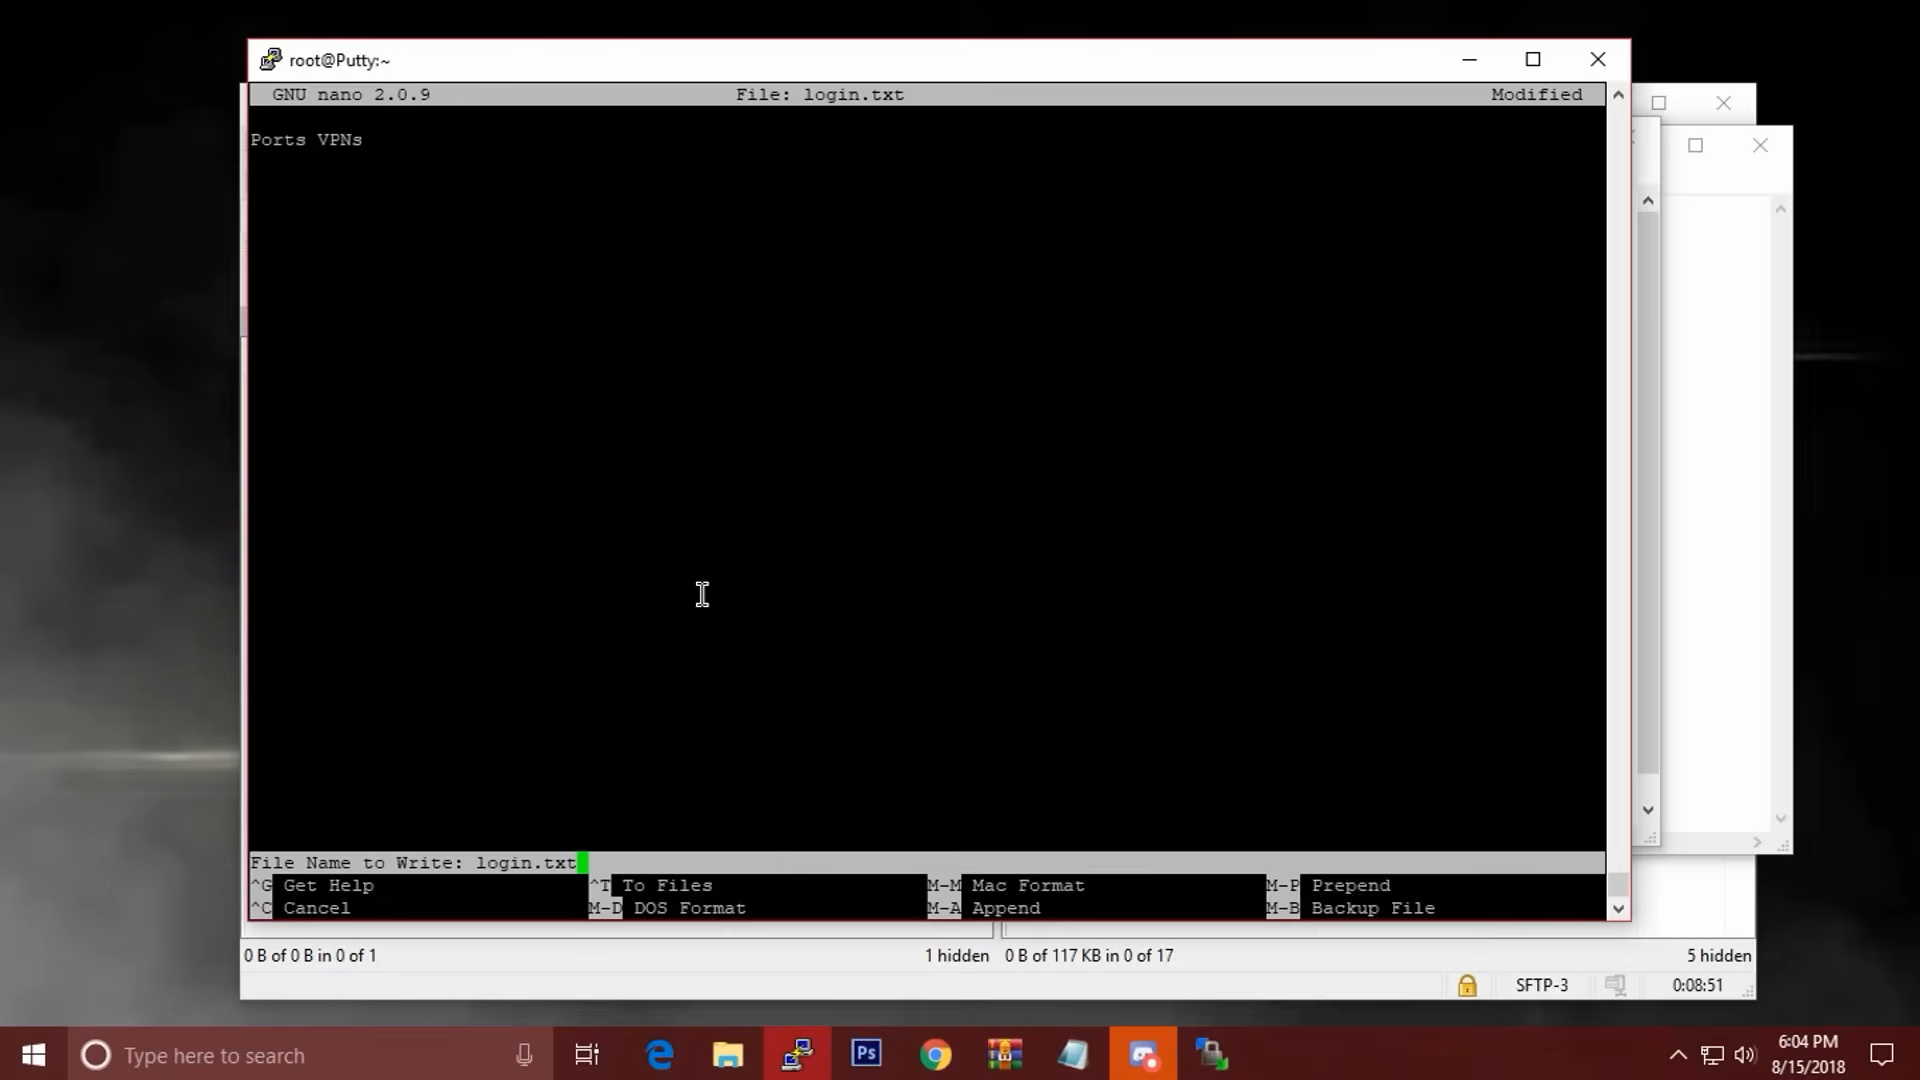 root@Putty:~
GNU nano 2.0.9 File: login.txt Modified
Ports VPNs
File Name to Write: login.txt
^G Get Help ^T To Files M-M Mac Format M-P Prepend
^C Cancel M-D DOS Format M-A Append M-B Backup File
0 B of 0 B in 0 of 1 1 hidden 0 B of 117 KB in 0 of 17 5 hidden
SFTP-3 0:08:51
Type here to search Ps 6:04 PM
8/15/2018